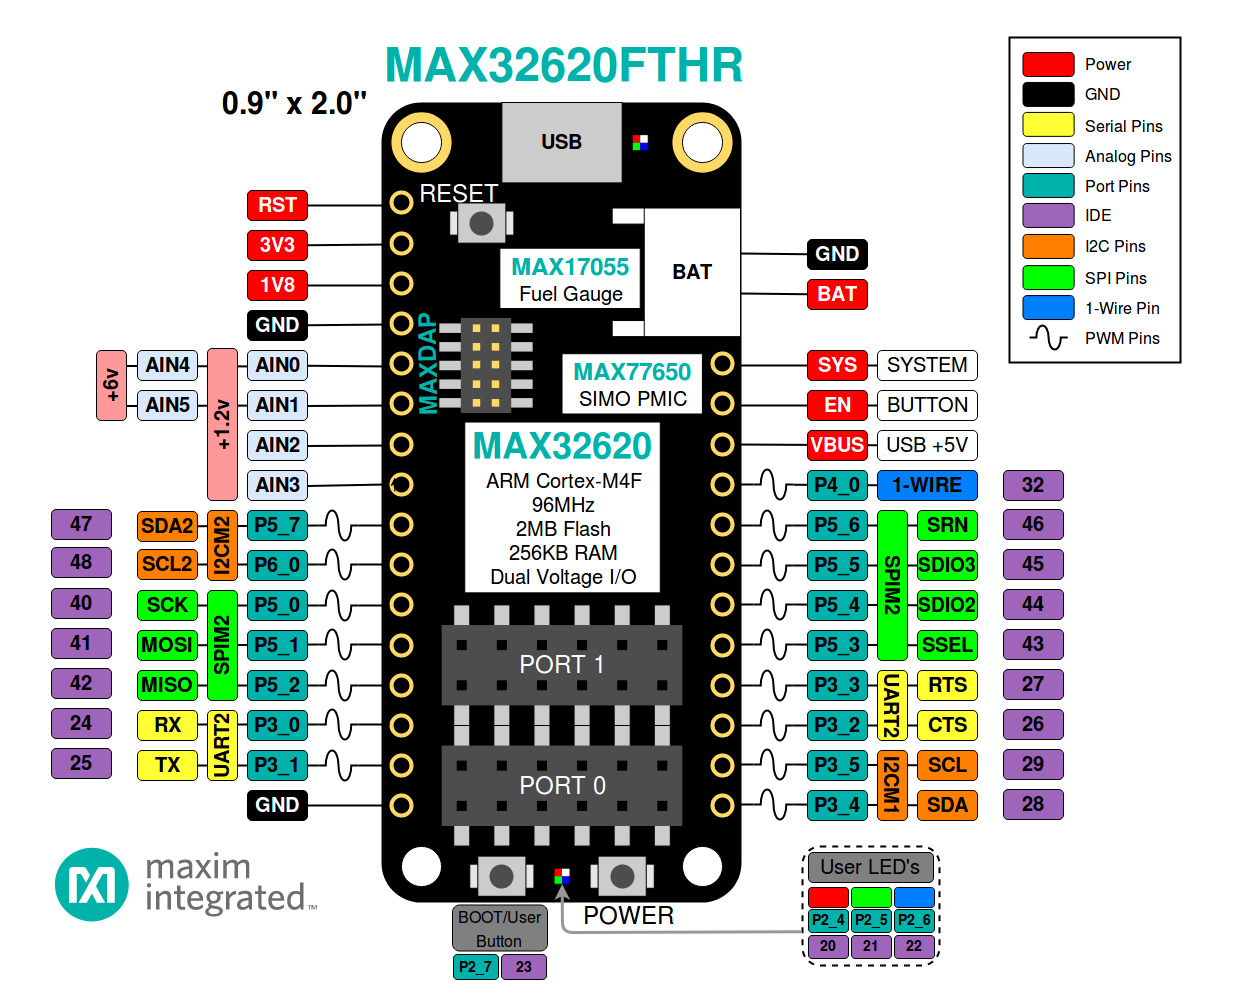 MAX32620FTHR
0.9" x 2.0"
Power
GND
Serial Pins
Analog Pins
Port Pins
IDE
I2C Pins
SPI Pins
1-Wire Pin
PWM Pins
USB
RESET
BAT
MAX17055
Fuel Gauge
MAXDAP
MAX77650
SIMO PMIC
MAX32620
ARM Cortex-M4F
96MHz
2MB Flash
256KB RAM
Dual Voltage I/O
PORT 1
PORT 0
RST
3V3
1V8
GND
+6v
AIN4
+1.2v
AIN0
AIN5
AIN1
AIN2
AIN3
47
SDA2
I2CM2
P5_7
48
SCL2
P6_0
40
SCK
SPIM2
P5_0
41
MOSI
P5_1
42
MISO
P5_2
24
RX
UART2
P3_0
25
TX
P3_1
GND
GND
BAT
SYS
SYSTEM
EN
BUTTON
VBUS
USB +5V
P4_0
1-WIRE
32
P5_6
SPIM2
SRN
46
P5_5
SDIO3
45
P5_4
SDIO2
44
P5_3
SSEL
43
P3_3
UART2
RTS
27
P3_2
CTS
26
P3_5
I2CM1
SCL
29
P3_4
SDA
28
maxim
integrated™
BOOT/User
Button
P2_7
23
POWER
User LED's
P2_4
P2_5
P2_6
20
21
22